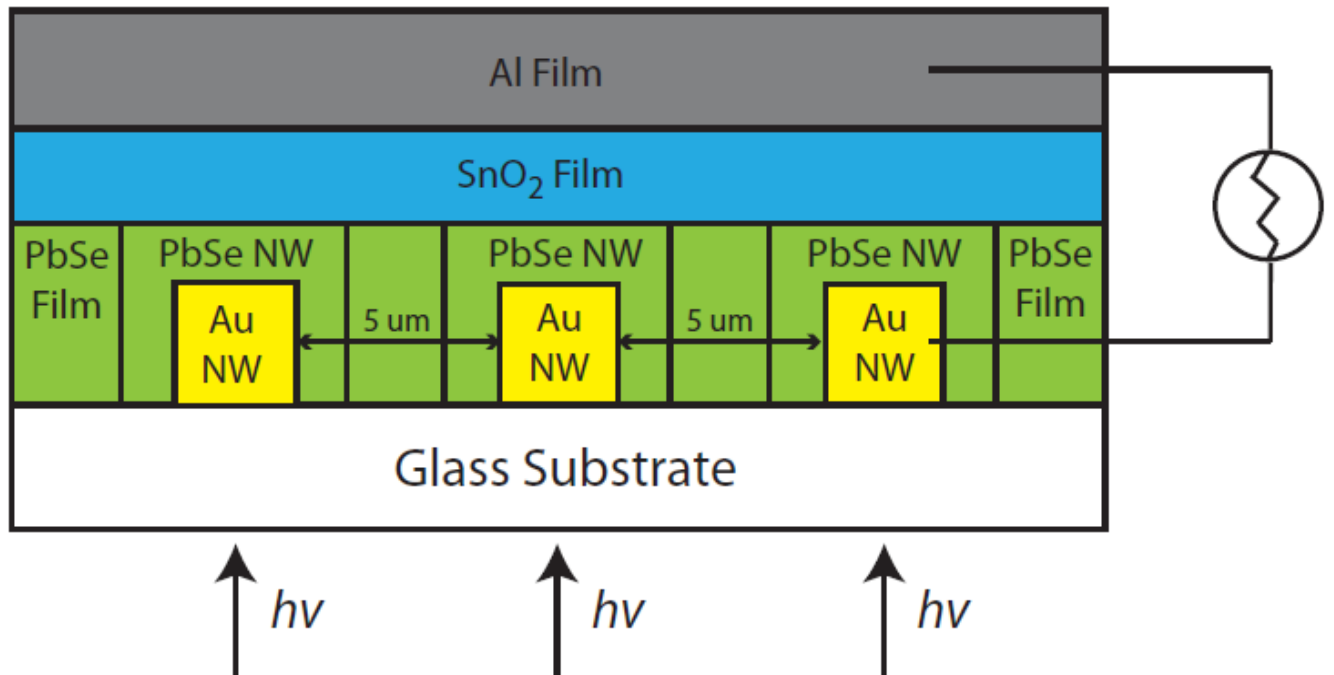 Al Film
SnO₂ Film
PbSe
Film
PbSe NW
PbSe NW
PbSe NW
PbSe
Film
Au
NW
5 um
Au
NW
5 um
Au
NW
Glass Substrate
hv
hv
hv